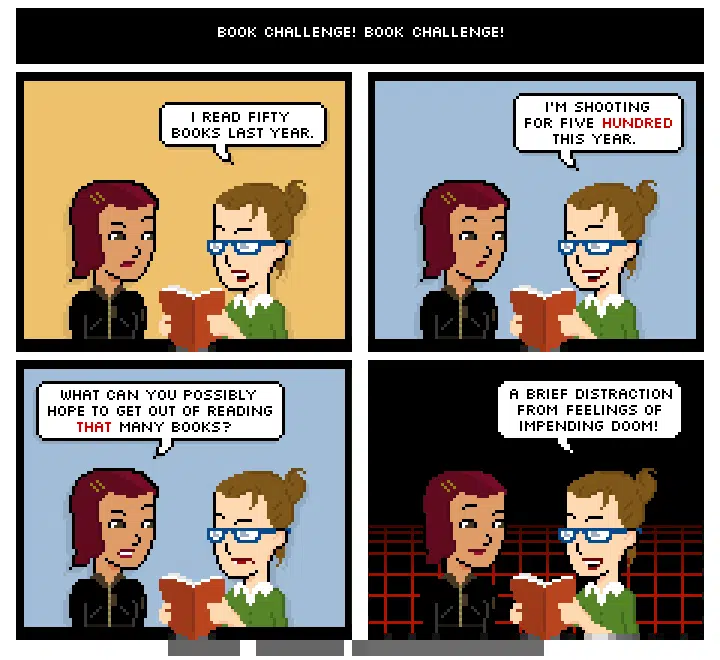 BOOK CHALLENGE! BOOK CHALLENGE!
I READ FIFTY
BOOKS LAST YEAR.
I'M SHOOTING
FOR FIVE HUNDRED
THIS YEAR.
WHAT CAN YOU POSSIBLY
HOPE TO GET OUT OF READING
THAT MANY BOOKS?
A BRIEF DISTRACTION
FROM FEELINGS OF
IMPENDING DOOM!